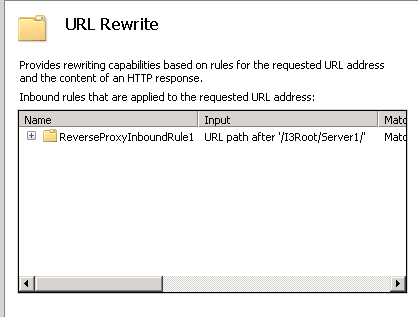 URL Rewrite
Provides rewriting capabilities based on rules for the requested URL address
and the content of an HTTP response.
Inbound rules that are applied to the requested URL address:
Name Input Matc
ReverseProxyInboundRule1 URL path after '/I3Root/Server1/' Matc